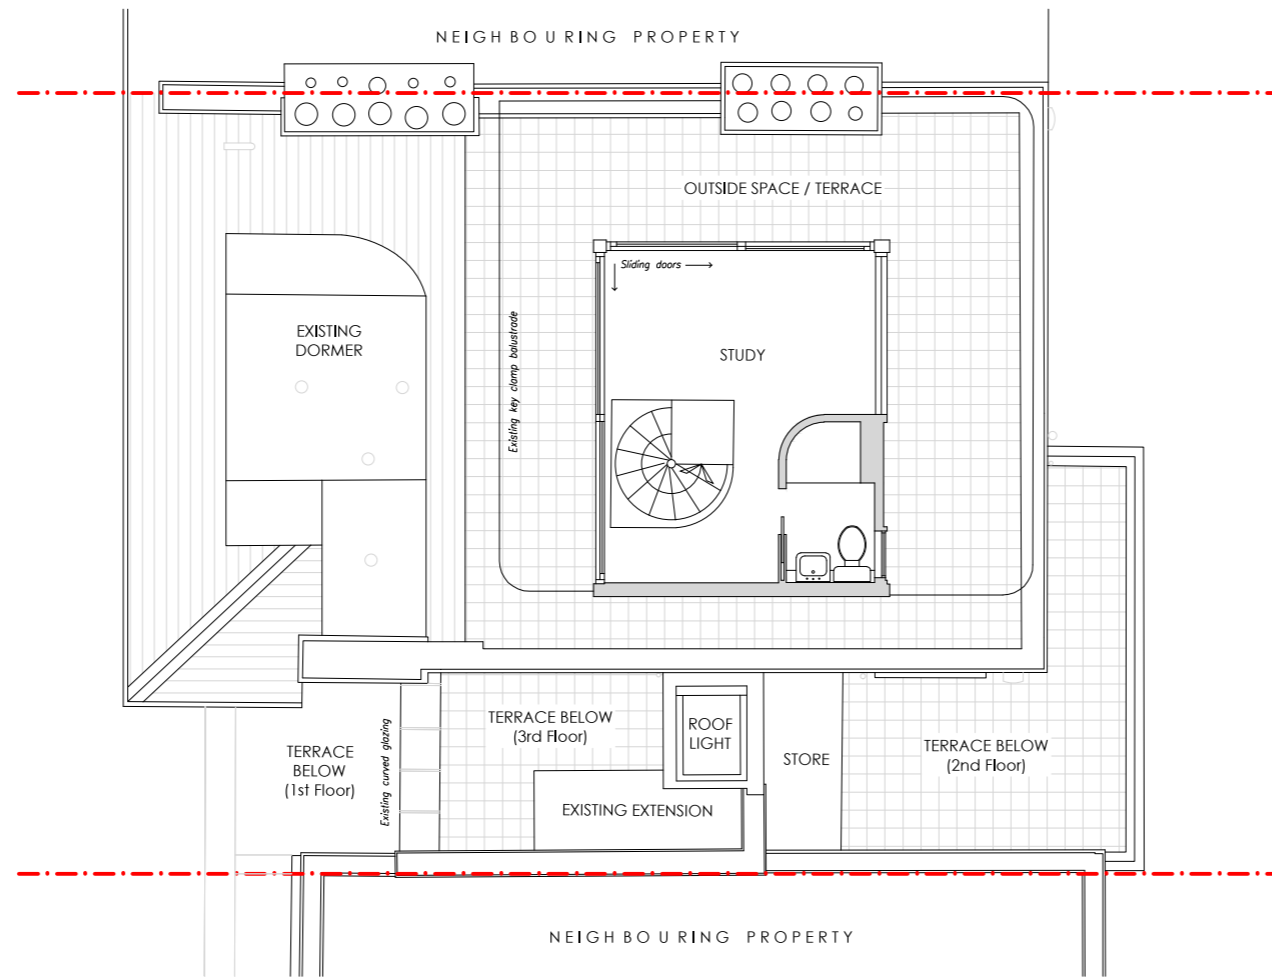 NEIGHBOURING PROPERTY
OUTSIDE SPACE / TERRACE
Sliding doors
EXISTING
DORMER
Existing key clamp balustrade
STUDY
TERRACE
BELOW
(1st Floor)
Existing curved glazing
TERRACE BELOW
(3rd Floor)
ROOF
LIGHT
STORE
TERRACE BELOW
(2nd Floor)
EXISTING EXTENSION
NEIGHBOURING PROPERTY